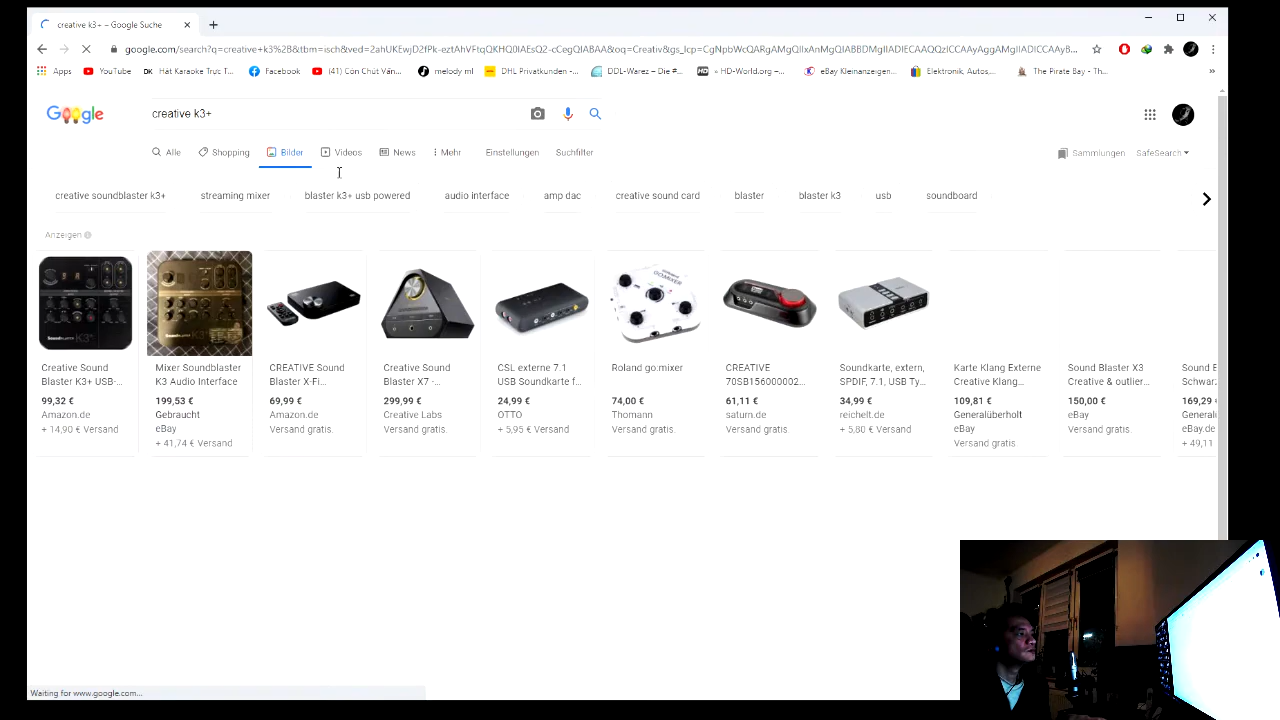 creative k3+ – Google Suche
google.com/search?q=creative+k3%2B&tbm=isch&ved=2ahUKEwjD2fPk-eztAhVFtqQKHQ0IAEsQ2-cCegQIABAA&oq=Creativ&gs_lcp=CgNpbWcQARgAMgQIIxAnMgQIABBDMgIIADIECAAQQzICCAAyAggAMgIIADICCAAyAggAMgIIADoHCCMQ...
Apps YouTube Hát Karaoke Trực T... Facebook (41) Còn Chút Vấn... melody ml DHL Privatkunden -... DDL-Warez – Die #... » HD-World.org –... eBay Kleinanzeigen... Elektronik, Autos,... The Pirate Bay - Th... »
Google
creative k3+
Alle Shopping Bilder Videos News Mehr Einstellungen Suchfilter Sammlungen SafeSearch
creative soundblaster k3+ streaming mixer blaster k3+ usb powered audio interface amp dac creative sound card blaster blaster k3 usb soundboard
Anzeigen
Creative Sound Blaster K3+ USB-...
99,32 €
Amazon.de
+ 14,90 € Versand
Mixer Soundblaster K3 Audio Interface
199,53 €
Gebraucht
eBay
+ 41,74 € Versand
CREATIVE Sound Blaster X-Fi...
69,99 €
Amazon.de
Versand gratis.
Creative Sound Blaster X7 -...
299,99 €
Creative Labs
Versand gratis.
CSL externe 7.1 USB Soundkarte f...
24,99 €
OTTO
+ 5,95 € Versand
Roland go:mixer
74,00 €
Thomann
Versand gratis.
CREATIVE 70SB156000002...
61,11 €
saturn.de
Versand gratis.
Soundkarte, extern, SPDIF, 7.1, USB Ty...
34,99 €
reichelt.de
+ 5,80 € Versand
Karte Klang Externe Creative Klang...
109,81 €
Generalüberholt
eBay
Versand gratis
Sound Blaster X3 Creative & outlier...
150,00 €
eBay
Versand gratis.
Sound B
Schwarz
169,29
General
eBay.de
+ 49,11
Waiting for www.google.com...